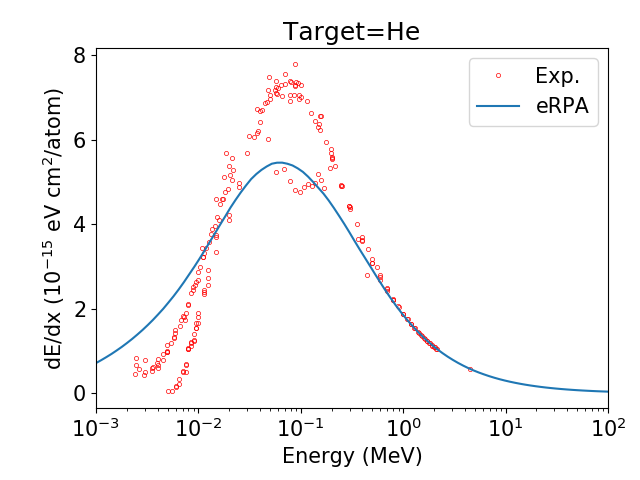 Target=He
8
6
4
2
0
dE/dx (10⁻¹⁵ eV cm²/atom)
Exp.
eRPA
10⁻³ 10⁻² 10⁻¹ 10⁰ 10¹ 10²
Energy (MeV)